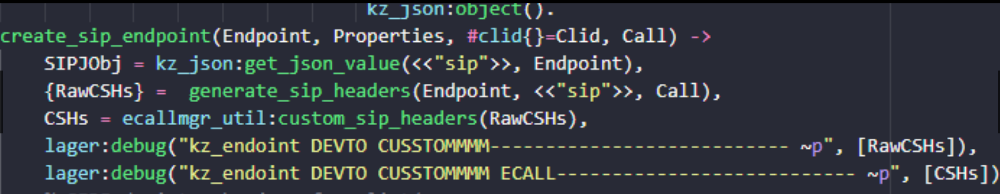 kz_json:object().
create_sip_endpoint(Endpoint, Properties, #clid{}=Clid, Call) ->
    SIPJObj = kz_json:get_json_value(<<"sip">>, Endpoint),
    {RawCSHs} =  generate_sip_headers(Endpoint, <<"sip">>, Call),
    CSHs = ecallmgr_util:custom_sip_headers(RawCSHs),
    lager:debug("kz_endoint DEVTO CUSSTOMMMM--------------------------- ~p", [RawCSHs]),
    lager:debug("kz_endoint DEVTO CUSSTOMMMM ECALL--------------------------- ~p", [CSHs])